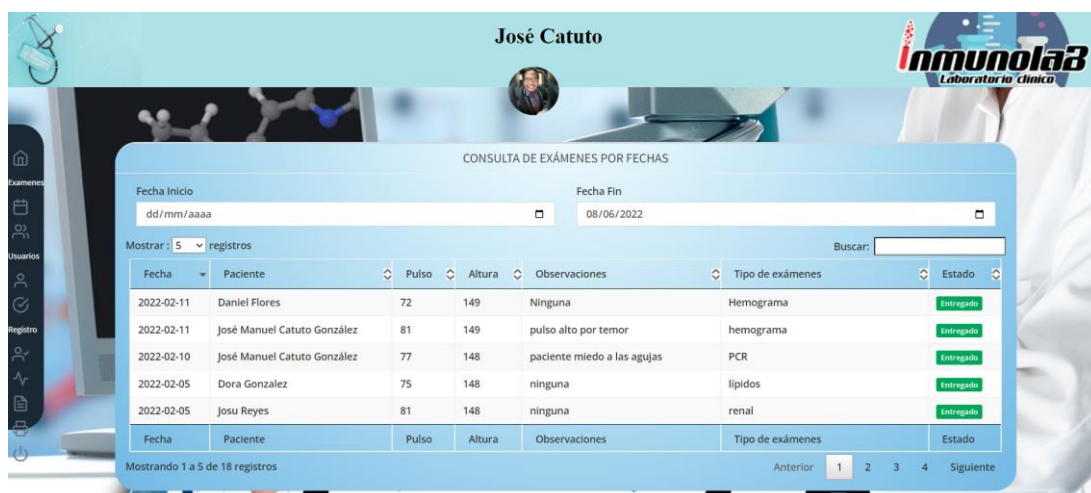 José Catuto
Inmunolab
Laboratorio clínico
CONSULTA DE EXÁMENES POR FECHAS
Examenes
Usuarios
Registro
Fecha Inicio Fecha Fin
dd/mm/aaaa 08/06/2022
Mostrar : 5 registros Buscar:
Fecha Paciente Pulso Altura Observaciones Tipo de exámenes Estado
2022-02-11 Daniel Flores 72 149 Ninguna Hemograma Entregado
2022-02-11 José Manuel Catuto González 81 149 pulso alto por temor hemograma Entregado
2022-02-10 José Manuel Catuto González 77 148 paciente miedo a las agujas PCR Entregado
2022-02-05 Dora Gonzalez 75 148 ninguna lípidos Entregado
2022-02-05 Josu Reyes 81 148 ninguna renal Entregado
Fecha Paciente Pulso Altura Observaciones Tipo de exámenes Estado
Mostrando 1 a 5 de 18 registros Anterior 1 2 3 4 Siguiente